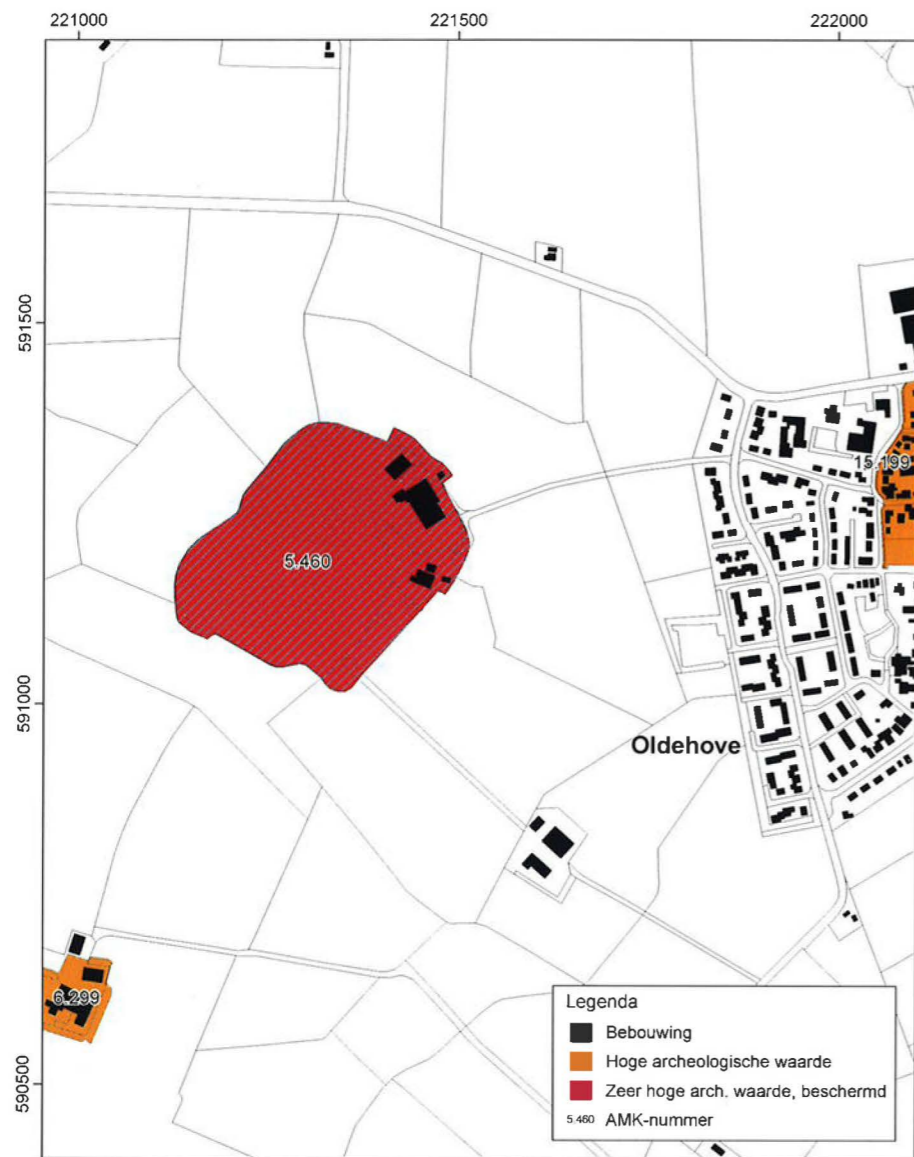 221000
221500
222000
591500
15.199
5.460
591000
Oldehove
6.299
590500
Legenda
Bebouwing
Hoge archeologische waarde
Zeer hoge arch. waarde, beschermd
5.460 AMK-nummer